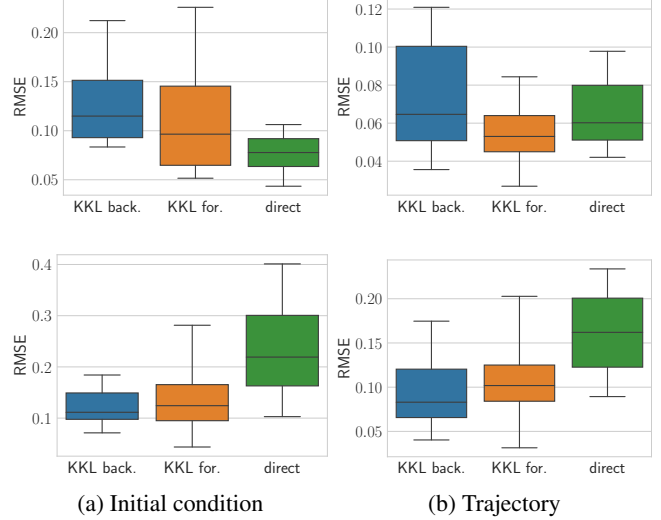 0.20
0.15
0.10
0.05
RMSE
KKL back. KKL for. direct
0.12
0.10
0.08
0.06
0.04
RMSE
KKL back. KKL for. direct
0.4
0.3
0.2
0.1
RMSE
KKL back. KKL for. direct
0.20
0.15
0.10
0.05
RMSE
KKL back. KKL for. direct
(a) Initial condition
(b) Trajectory